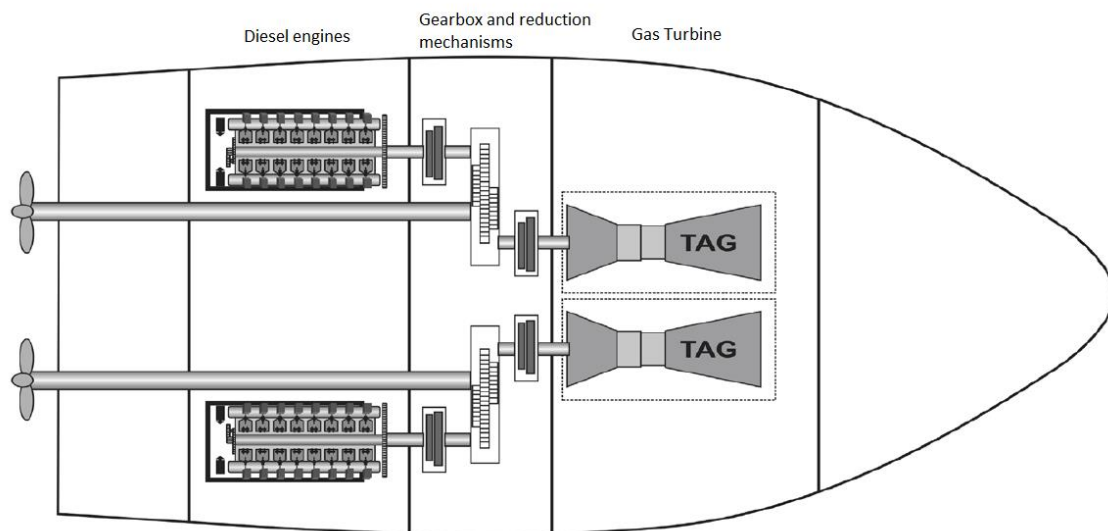 Diesel engines
Gearbox and reduction
mechanisms
Gas Turbine
TAG
TAG